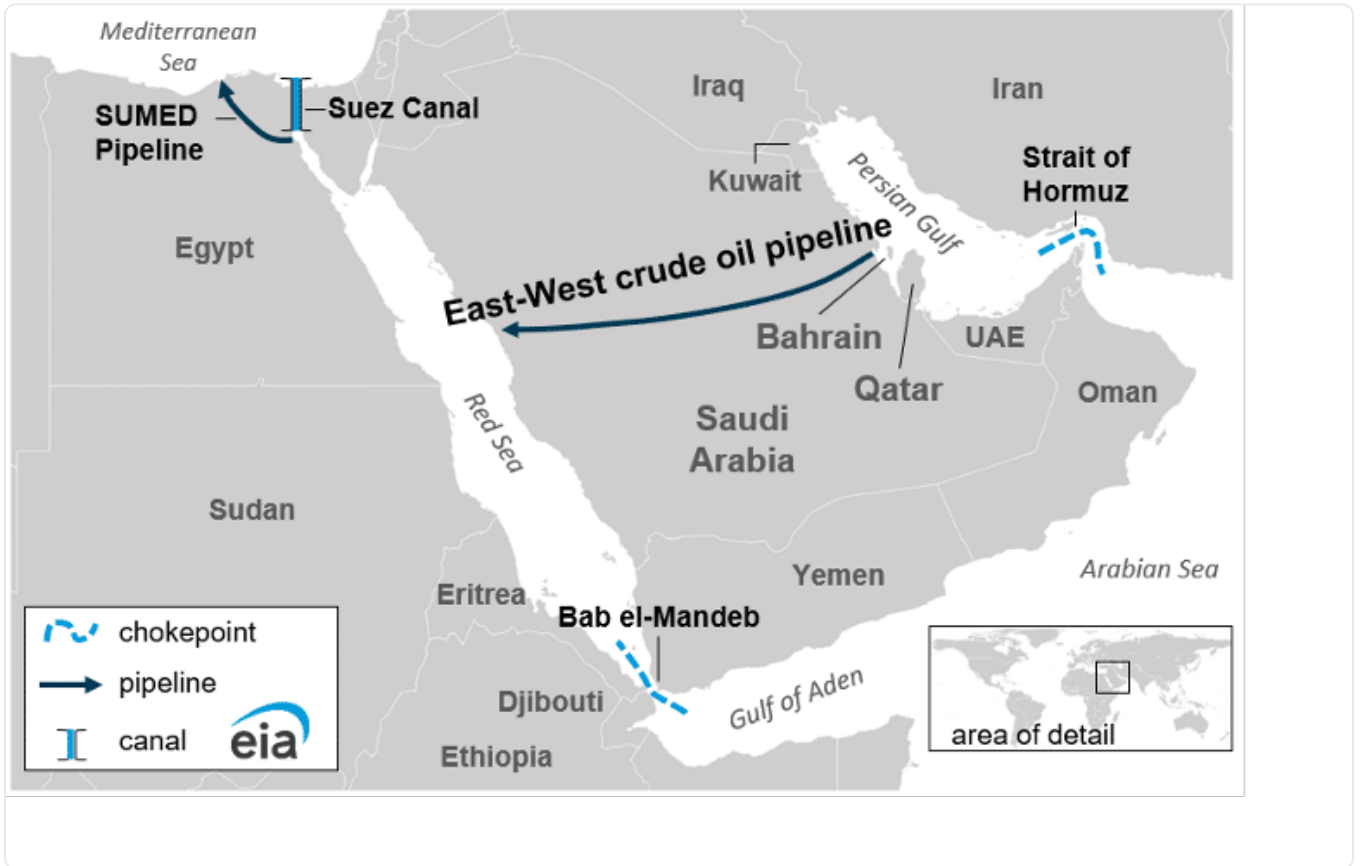 Mediterranean
Sea
SUMED
Pipeline
Suez Canal
Iraq
Iran
Kuwait
Persian Gulf
Strait of
Hormuz
Egypt
East-West crude oil pipeline
Bahrain
Qatar
UAE
Oman
Saudi
Arabia
Red Sea
Sudan
Eritrea
Yemen
Arabian Sea
Bab el-Mandeb
Djibouti
Gulf of Aden
Ethiopia
chokepoint
pipeline
canal
eia
area of detail